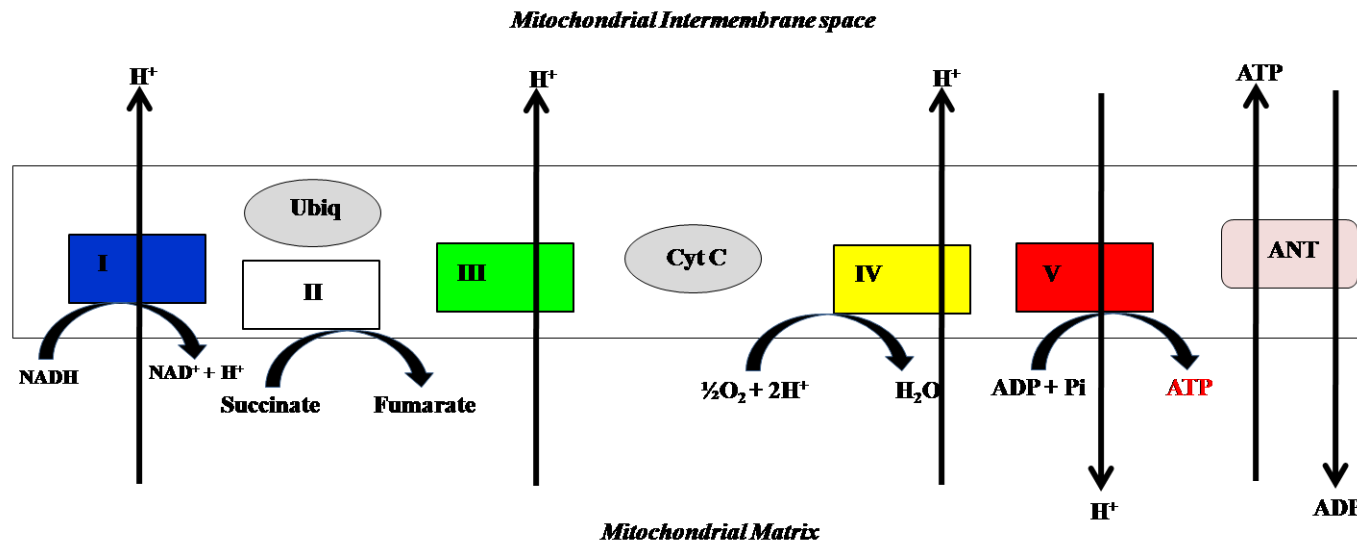 Mitochondrial Intermembrane space
H⁺
H⁺
H⁺
ATP
Ubiq
I
II
III
Cyt C
IV
V
ANT
NADH
NAD⁺ + H⁺
Succinate
Fumarate
½O₂ + 2H⁺
H₂O
ADP + Pi
ATP
H⁺
ADP
Mitochondrial Matrix